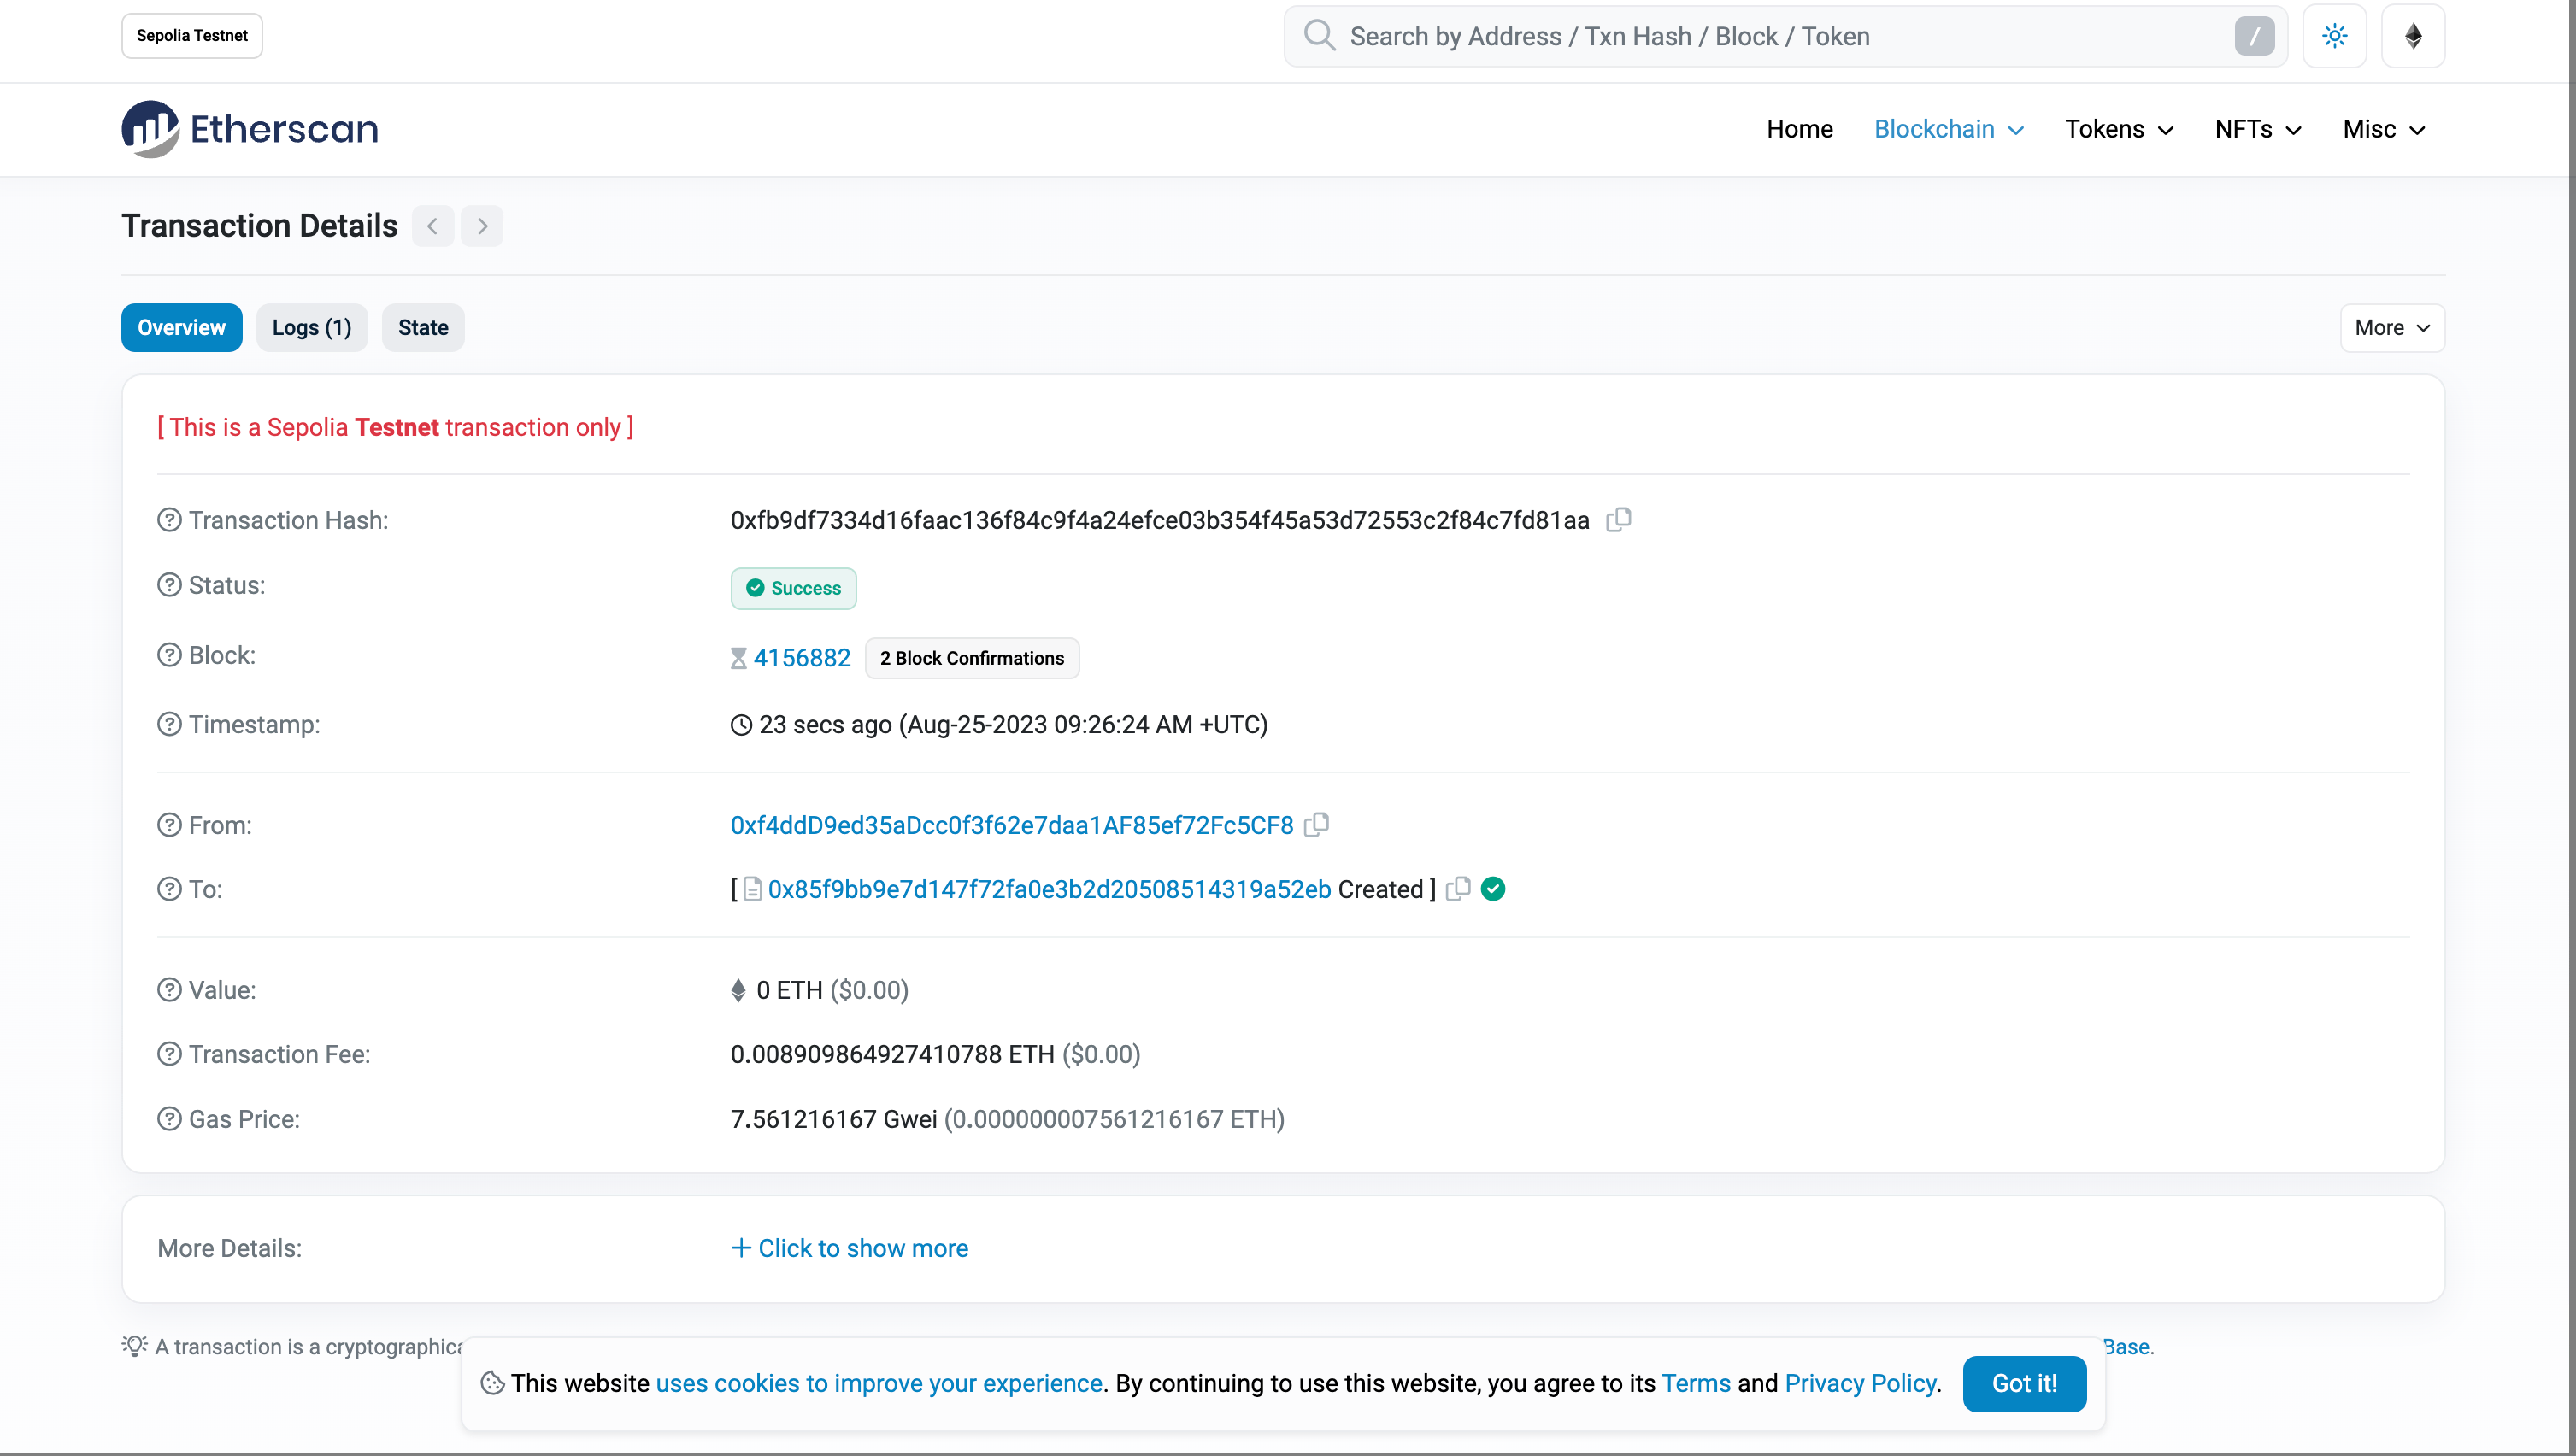 Sepolia Testnet
Search by Address / Txn Hash / Block / Token /
Etherscan
Home Blockchain Tokens NFTs Misc
Transaction Details
Overview Logs (1) State More
[ This is a Sepolia Testnet transaction only ]
Transaction Hash: 0xfb9df7334d16faac136f84c9f4a24efce03b354f45a53d72553c2f84c7fd81aa
Status: Success
Block: 4156882 2 Block Confirmations
Timestamp: 23 secs ago (Aug-25-2023 09:26:24 AM +UTC)
From: 0xf4ddD9ed35aDcc0f3f62e7daa1AF85ef72Fc5CF8
To: [ 0x85f9bb9e7d147f72fa0e3b2d20508514319a52eb Created ]
Value: 0 ETH ($0.00)
Transaction Fee: 0.008909864927410788 ETH ($0.00)
Gas Price: 7.561216167 Gwei (0.000000007561216167 ETH)
More Details: + Click to show more
A transaction is a cryptographica Base.
This website uses cookies to improve your experience. By continuing to use this website, you agree to its Terms and Privacy Policy. Got it!